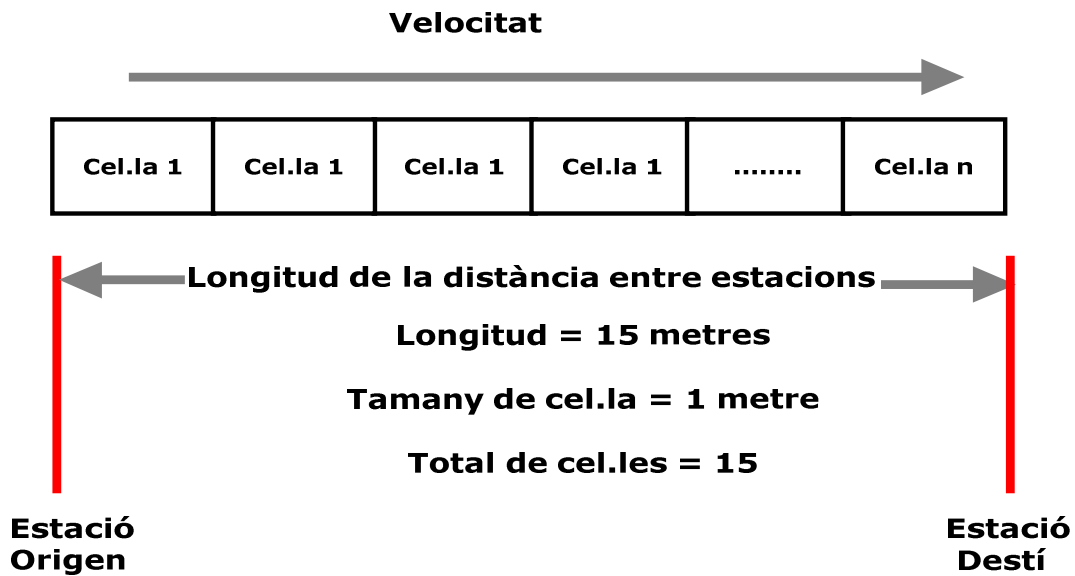 Velocitat
Cel.la 1 Cel.la 1 Cel.la 1 Cel.la 1 ........ Cel.la n
Longitud de la distància entre estacions
Longitud = 15 metres
Tamany de cel.la = 1 metre
Total de cel.les = 15
Estació Origen
Estació Destí